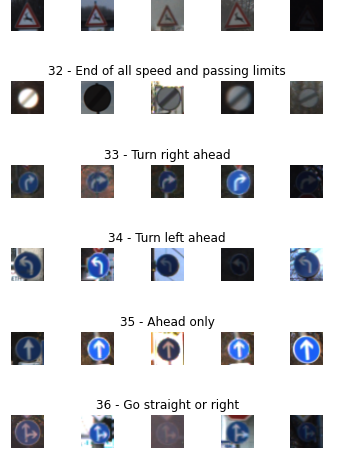 32 - End of all speed and passing limits
33 - Turn right ahead
34 - Turn left ahead
35 - Ahead only
36 - Go straight or right